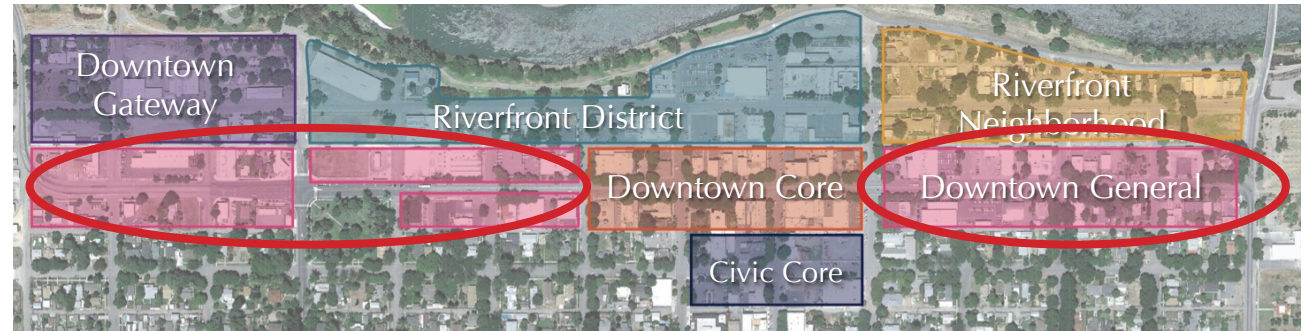 Downtown
Gateway
Riverfront District
Riverfront
Neighborhood
Downtown Core
Downtown General
Civic Core